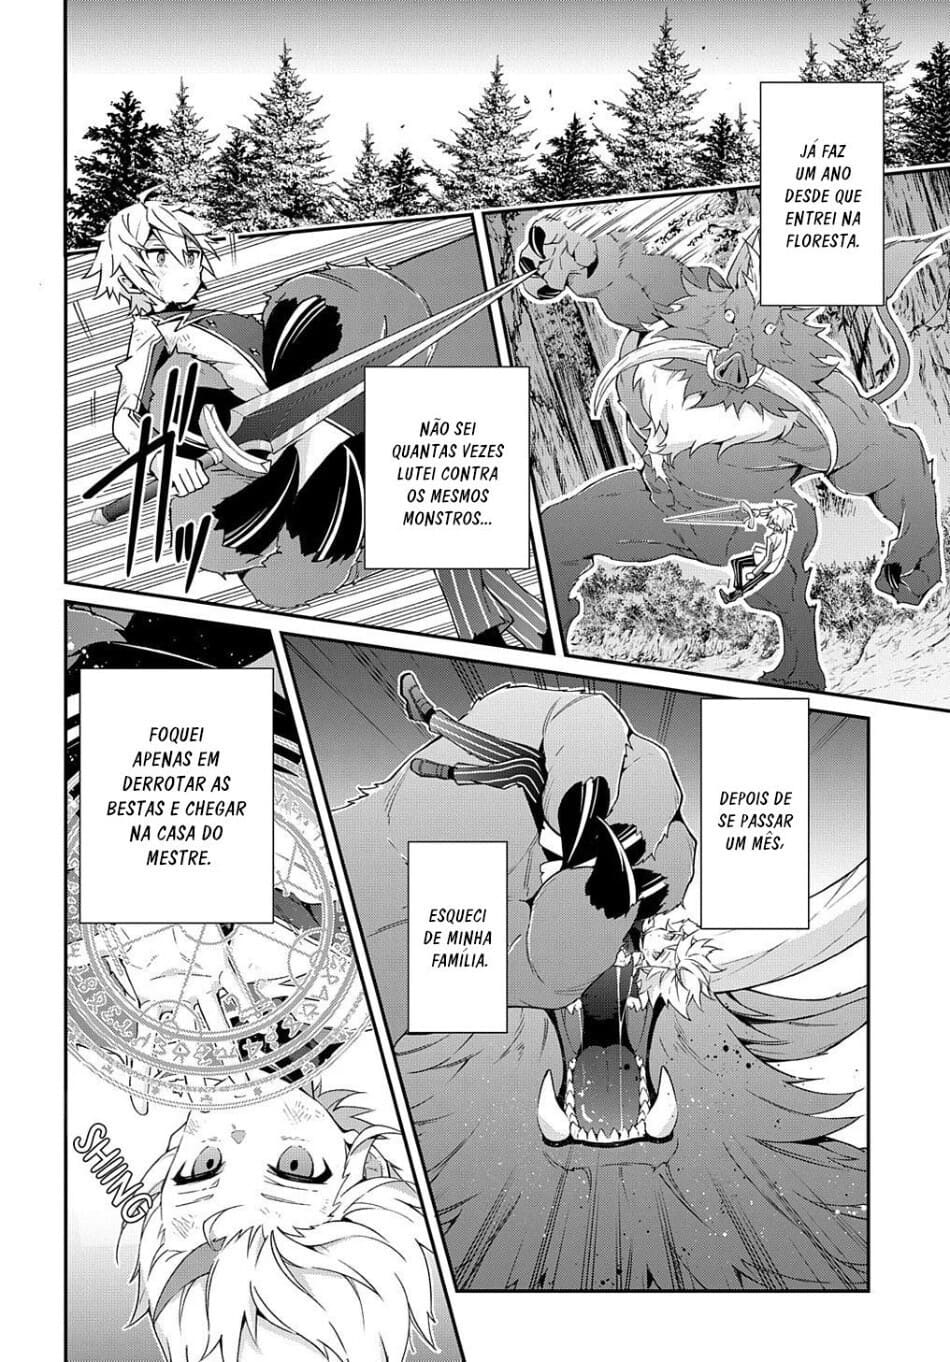 JÁ FAZ
UM ANO
DESDE QUE
ENTREI NA
FLORESTA.
NÃO SEI
QUANTAS VEZES
LUTEI CONTRA
OS MESMOS
MONSTROS...
DEPOIS DE
SE PASSAR
UM MÊS,
ESQUECI
DE MINHA
FAMÍLIA.
FOQUEI
APENAS EM
DERROTAR AS
BESTAS E CHEGAR
NA CASA DO
MESTRE.
SHING